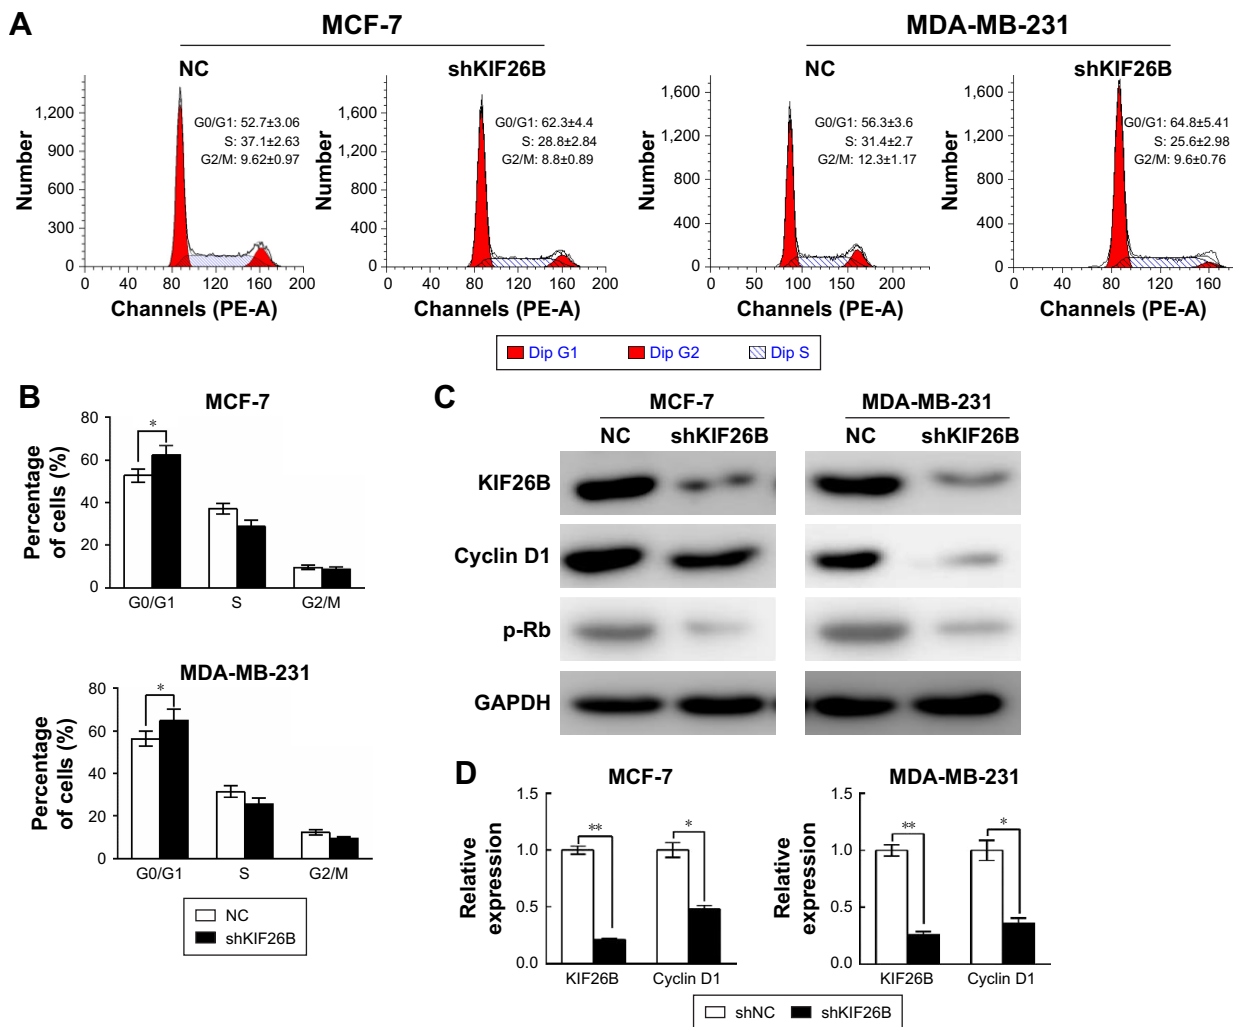 A
MCF-7
MDA-MB-231
NC
shKIF26B
NC
shKIF26B
Number
1,200
900
600
300
0
G0/G1: 52.7±3.06
S: 37.1±2.63
G2/M: 9.62±0.97
0 40 80 120 160 200
Channels (PE-A)
Number
1,600
1,200
800
400
0
G0/G1: 62.3±4.4
S: 28.8±2.84
G2/M: 8.8±0.89
0 40 80 120 160 200
Channels (PE-A)
Number
1,600
1,200
800
400
0
G0/G1: 56.3±3.6
S: 31.4±2.7
G2/M: 12.3±1.17
0 50 100 150 200
Channels (PE-A)
Number
1,600
1,200
800
400
0
G0/G1: 64.8±5.41
S: 25.6±2.98
G2/M: 9.6±0.76
0 40 80 120 160
Channels (PE-A)
Dip G1 Dip G2 Dip S
B
MCF-7
Percentage
of cells (%)
80
60
40
20
0
*
G0/G1 S G2/M
MDA-MB-231
Percentage
of cells (%)
80
60
40
20
0
*
G0/G1 S G2/M
NC
shKIF26B
C
MCF-7
MDA-MB-231
NC shKIF26B
NC shKIF26B
KIF26B
Cyclin D1
p-Rb
GAPDH
D
MCF-7
Relative
expression
1.5
1.0
0.5
0.0
**
*
KIF26B Cyclin D1
MDA-MB-231
Relative
expression
1.5
1.0
0.5
0.0
**
*
KIF26B Cyclin D1
shNC shKIF26B